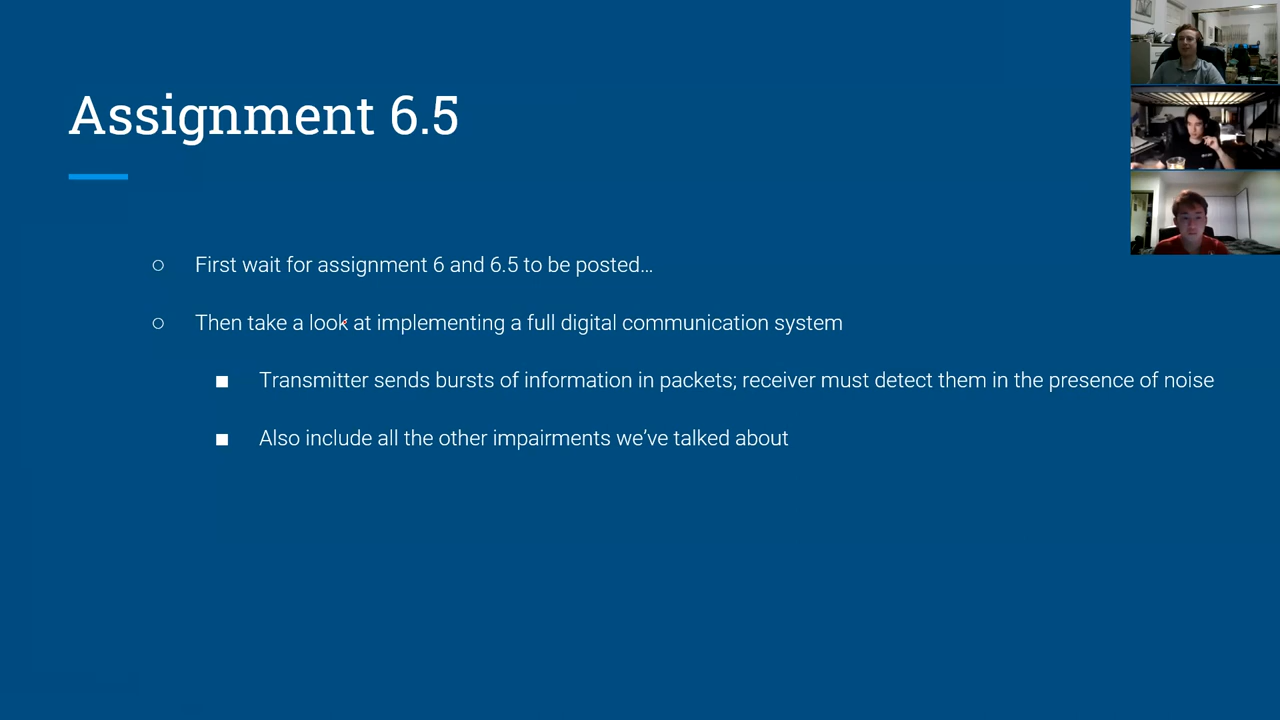 Assignment 6.5
First wait for assignment 6 and 6.5 to be posted…
Then take a look at implementing a full digital communication system
Transmitter sends bursts of information in packets; receiver must detect them in the presence of noise
Also include all the other impairments we’ve talked about